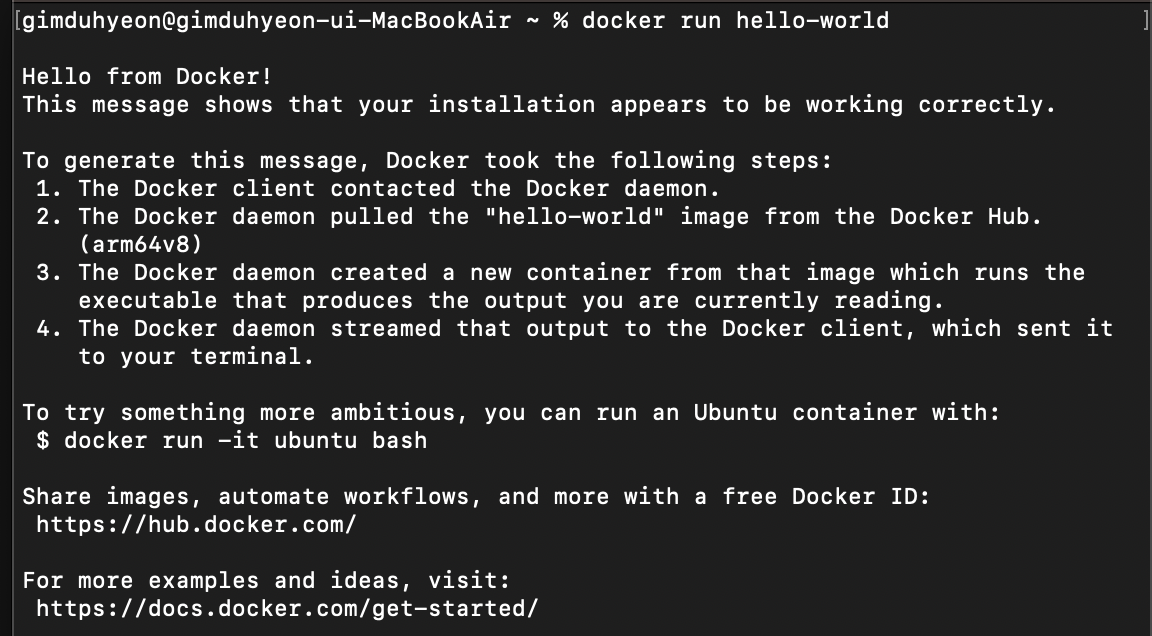 [gimduhyeon@gimduhyeon-ui-MacBookAir ~ % docker run hello-world ]
Hello from Docker!
This message shows that your installation appears to be working correctly.
To generate this message, Docker took the following steps:
1. The Docker client contacted the Docker daemon.
2. The Docker daemon pulled the "hello-world" image from the Docker Hub.
(arm64v8)
3. The Docker daemon created a new container from that image which runs the
executable that produces the output you are currently reading.
4. The Docker daemon streamed that output to the Docker client, which sent it
to your terminal.
To try something more ambitious, you can run an Ubuntu container with:
$ docker run -it ubuntu bash
Share images, automate workflows, and more with a free Docker ID:
https://hub.docker.com/
For more examples and ideas, visit:
https://docs.docker.com/get-started/